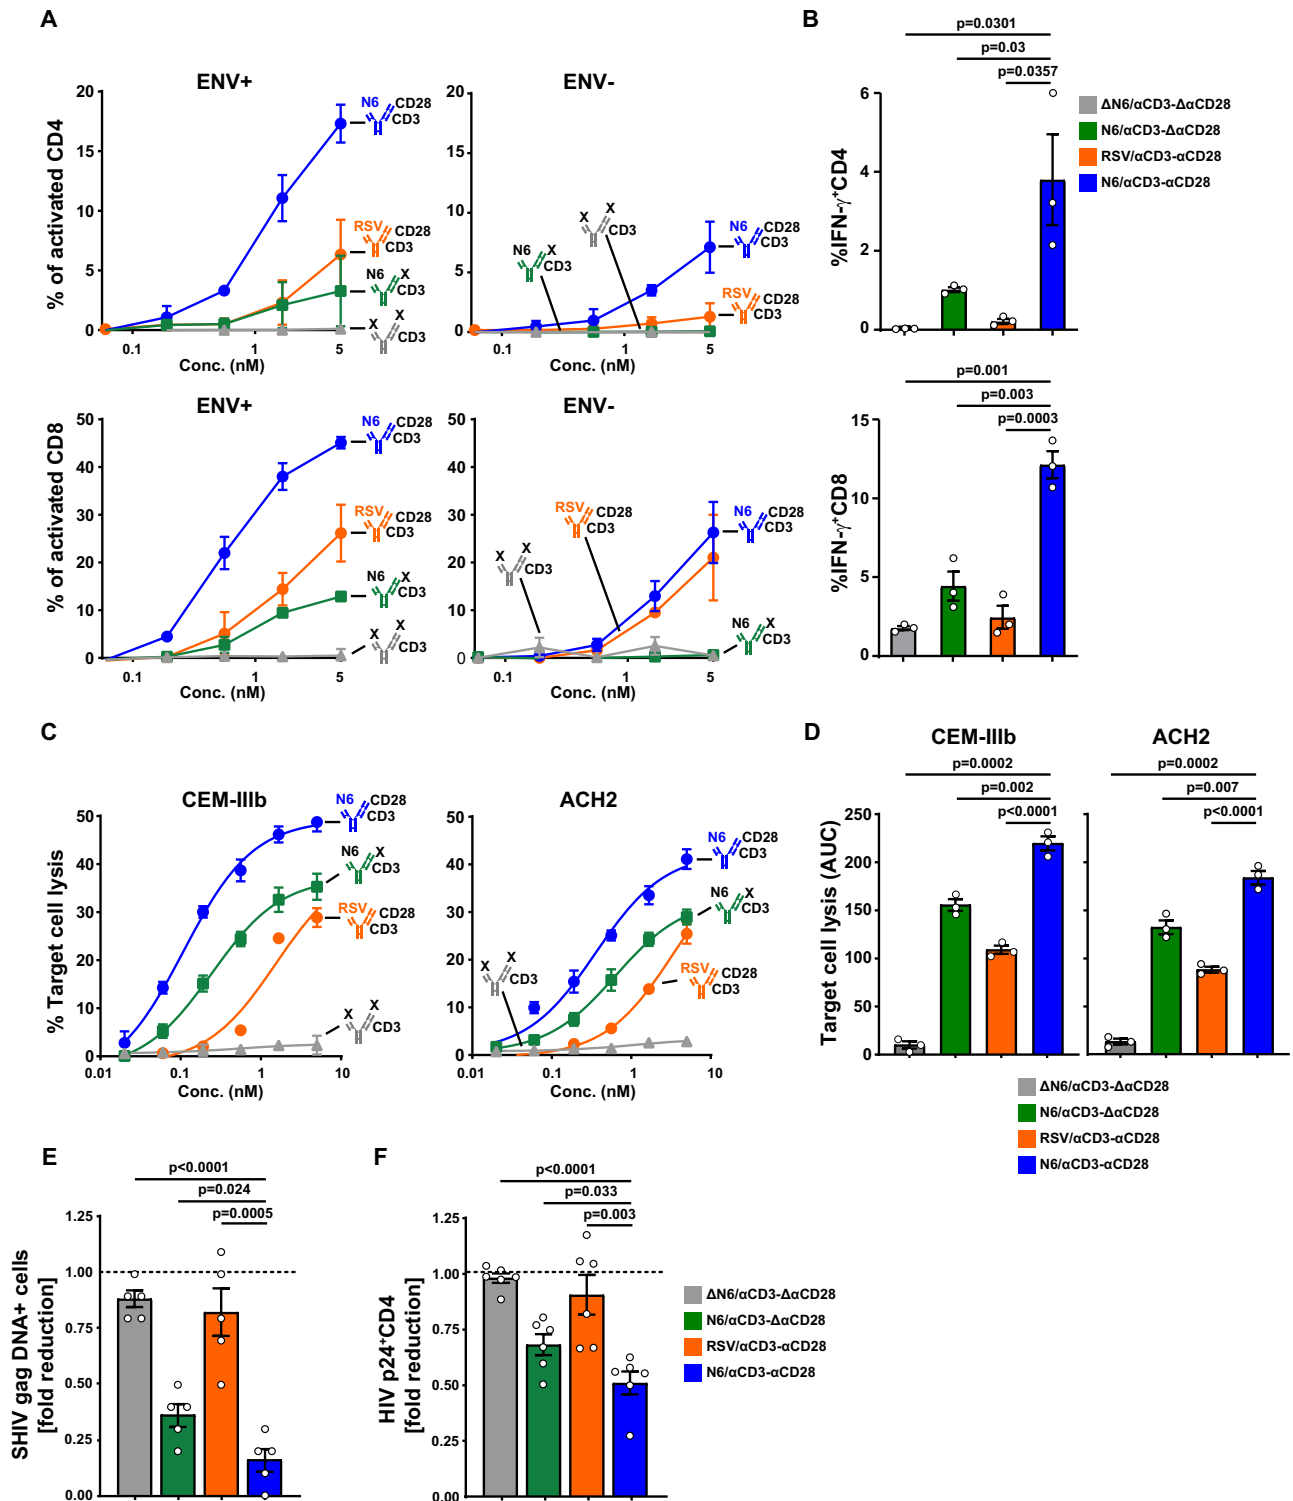 A
ENV+
% of activated CD4
20
15
10
5
0
0.1
1
5
Conc. (nM)
N6
CD28
CD3
RSV
CD28
CD3
N6
X
CD3
X
X
CD3
ENV-
20
15
10
5
0
0.1
1
5
Conc. (nM)
N6
X
CD3
X
X
CD3
N6
CD28
CD3
RSV
CD28
CD3
ENV+
% of activated CD8
50
40
30
20
10
0
0.1
1
5
Conc. (nM)
N6
CD28
CD3
RSV
CD28
CD3
N6
X
CD3
X
X
CD3
ENV-
50
40
30
20
10
0
0.1
1
5
Conc. (nM)
X
X
CD3
RSV
CD28
CD3
N6
CD28
CD3
N6
X
CD3
B
p=0.0301
p=0.03
p=0.0357
%IFN-γ+CD4
6
4
2
0
ΔN6/αCD3-ΔαCD28
N6/αCD3-ΔαCD28
RSV/αCD3-αCD28
N6/αCD3-αCD28
p=0.001
p=0.003
p=0.0003
%IFN-γ+CD8
15
10
5
0
C
CEM-IIIb
% Target cell lysis
50
40
30
20
10
0
0.01
0.1
1
10
Conc. (nM)
N6
CD28
CD3
N6
X
CD3
RSV
CD28
CD3
X
X
CD3
ACH2
50
40
30
20
10
0
0.01
0.1
1
10
Conc. (nM)
X
X
CD3
N6
CD28
CD3
N6
X
CD3
RSV
CD28
CD3
D
CEM-IIIb
p=0.0002
p=0.002
p<0.0001
Target cell lysis (AUC)
250
200
150
100
50
0
ACH2
p=0.0002
p=0.007
p<0.0001
ΔN6/αCD3-ΔαCD28
N6/αCD3-ΔαCD28
RSV/αCD3-αCD28
N6/αCD3-αCD28
E
p<0.0001
p=0.024
p=0.0005
SHIV gag DNA+ cells
[fold reduction]
1.25
1.00
0.75
0.50
0.25
0.00
F
p<0.0001
p=0.033
p=0.003
HIV p24+CD4
[fold reduction]
1.25
1.00
0.75
0.50
0.25
0.00
ΔN6/αCD3-ΔαCD28
N6/αCD3-ΔαCD28
RSV/αCD3-αCD28
N6/αCD3-αCD28